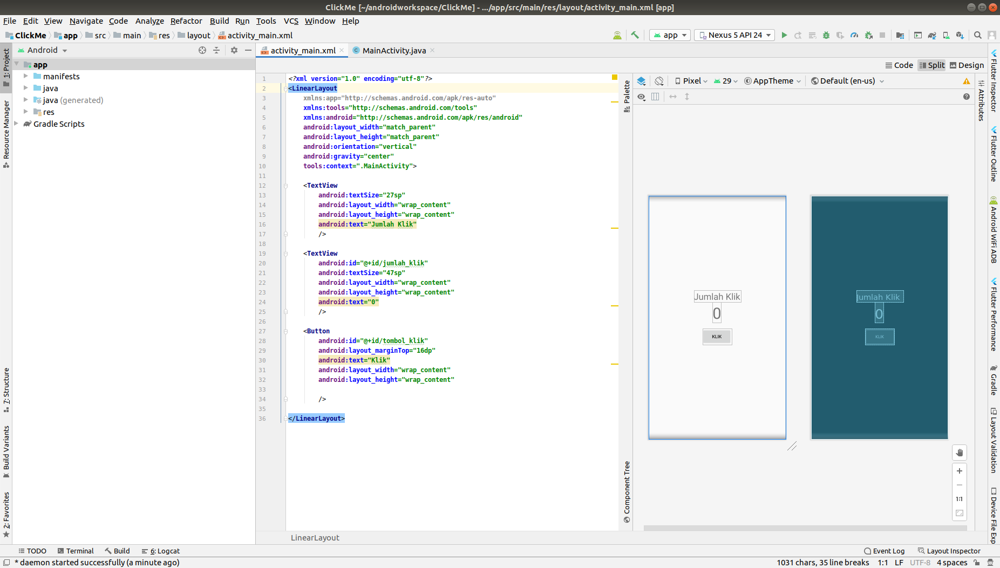 ClickMe [~/androidworkspace/ClickMe] - .../app/src/main/res/layout/activity_main.xml [app]
File Edit View Navigate Code Analyze Refactor Build Run Tools VCS Window Help
ClickMe app src main res layout activity_main.xml app Nexus 5 API 24
Android
activity_main.xml MainActivity.java
Code Split Design
app
manifests
java
java (generated)
res
Gradle Scripts
1: Project
Resource Manager
7: Structure
Build Variants
2: Favorites
1 <?xml version="1.0" encoding="utf-8"?>
2 <LinearLayout
3 xmlns:app="http://schemas.android.com/apk/res-auto"
4 xmlns:tools="http://schemas.android.com/tools"
5 xmlns:android="http://schemas.android.com/apk/res/android"
6 android:layout_width="match_parent"
7 android:layout_height="match_parent"
8 android:orientation="vertical"
9 android:gravity="center"
10 tools:context=".MainActivity">
11
12 <TextView
13 android:textSize="27sp"
14 android:layout_width="wrap_content"
15 android:layout_height="wrap_content"
16 android:text="Jumlah Klik"
17 />
18
19 <TextView
20 android:id="@+id/jumlah_klik"
21 android:textSize="47sp"
22 android:layout_width="wrap_content"
23 android:layout_height="wrap_content"
24 android:text="0"
25 />
26
27 <Button
28 android:id="@+id/tombol_klik"
29 android:layout_marginTop="16dp"
30 android:text="Klik"
31 android:layout_width="wrap_content"
32 android:layout_height="wrap_content"
33
34 />
35
36 </LinearLayout>
LinearLayout
Palette
Component Tree
Pixel 29 AppTheme Default (en-us)
Jumlah Klik
0
KLIK
Jumlah Klik
0
KLIK
1:1
Attributes
Flutter Inspector
Flutter Outline
Android WiFi ADB
Flutter Performance
Gradle
Layout Validation
Device File Exp
TODO Terminal Build 6: Logcat Event Log Layout Inspector
* daemon started successfully (a minute ago) 1031 chars, 35 line breaks 1:1 LF UTF-8 4 spaces